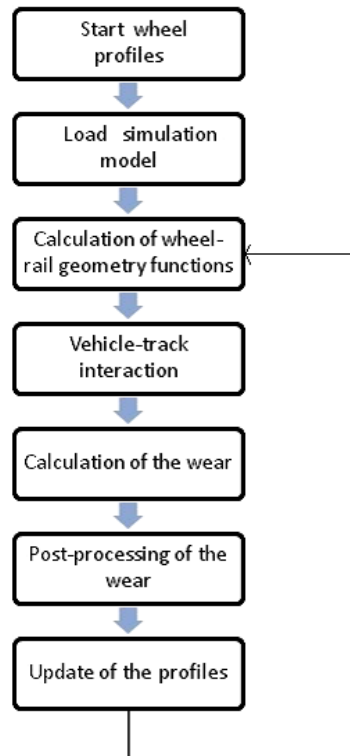 Start wheel
profiles
Load simulation
model
Calculation of wheel-
rail geometry functions
Vehicle-track
interaction
Calculation of the wear
Post-processing of the
wear
Update of the profiles